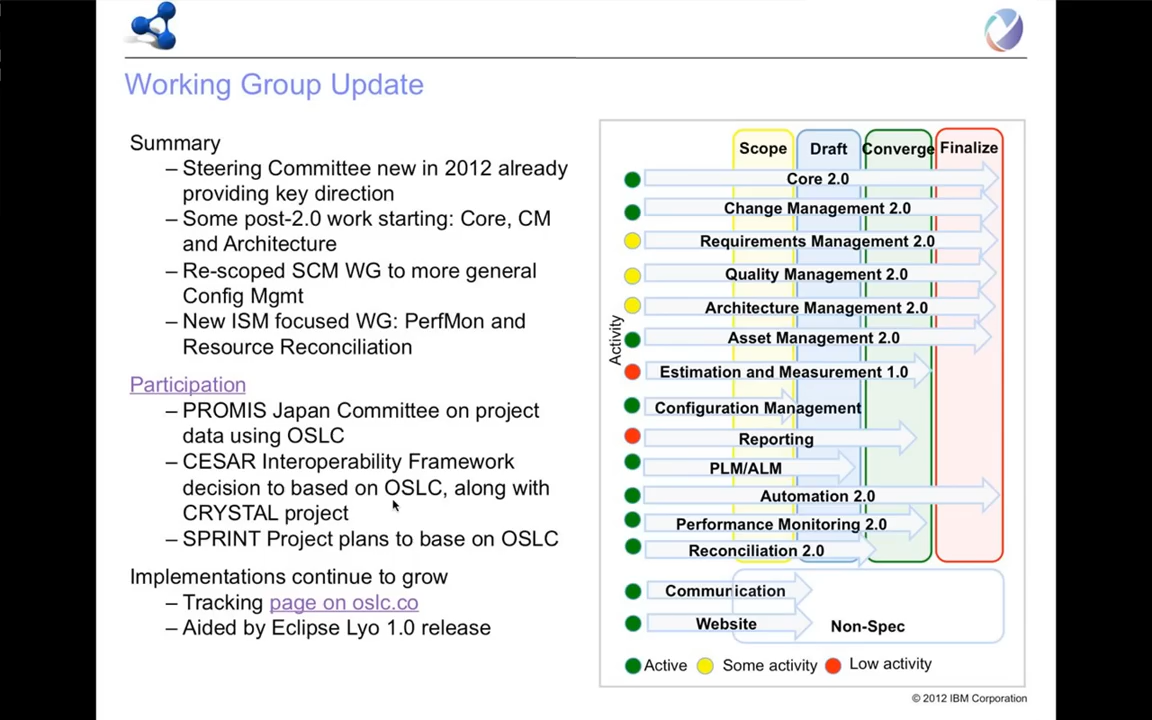 Working Group Update
Summary
– Steering Committee new in 2012 already
providing key direction
– Some post-2.0 work starting: Core, CM
and Architecture
– Re-scoped SCM WG to more general
Config Mgmt
– New ISM focused WG: PerfMon and
Resource Reconciliation
Participation
– PROMIS Japan Committee on project
data using OSLC
– CESAR Interoperability Framework
decision to based on OSLC, along with
CRYSTAL project
– SPRINT Project plans to base on OSLC
Implementations continue to grow
– Tracking page on oslc.co
– Aided by Eclipse Lyo 1.0 release
Scope Draft Converge Finalize
Activity
Core 2.0
Change Management 2.0
Requirements Management 2.0
Quality Management 2.0
Architecture Management 2.0
Asset Management 2.0
Estimation and Measurement 1.0
Configuration Management
Reporting
PLM/ALM
Automation 2.0
Performance Monitoring 2.0
Reconciliation 2.0
Communication
Website
Non-Spec
Active Some activity Low activity
© 2012 IBM Corporation